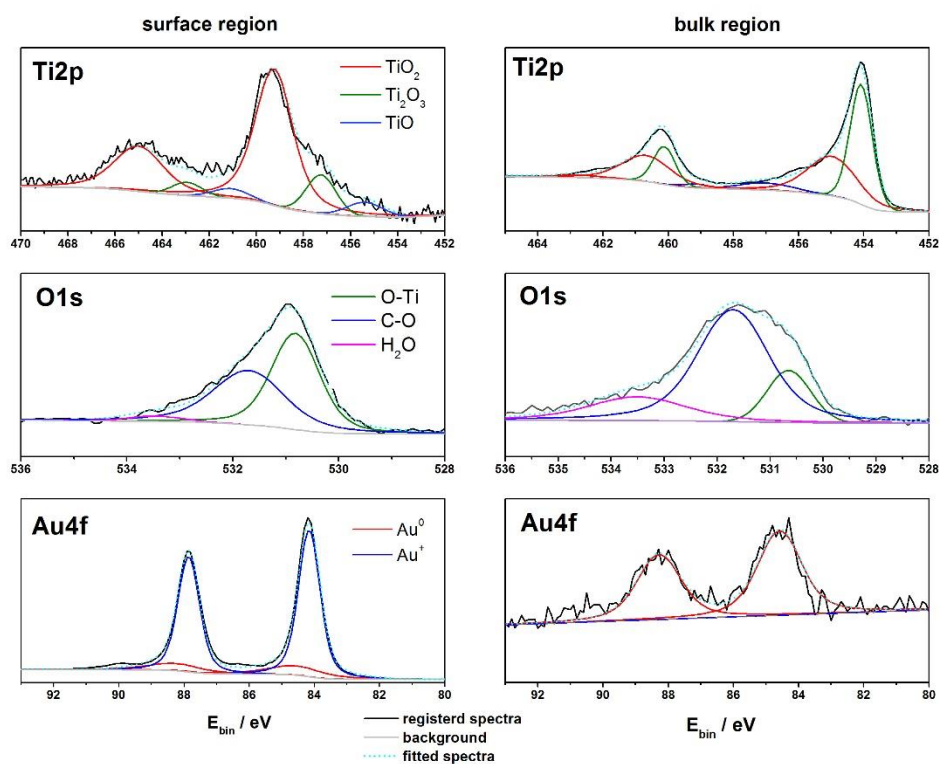 surface region
bulk region
Ti2p
TiO₂
Ti₂O₃
TiO
470 468 466 464 462 460 458 456 454 452
Ti2p
464 462 460 458 456 454 452
O1s
O-Ti
C-O
H₂O
536 534 532 530 528
O1s
536 535 534 533 532 531 530 529 528
Au4f
Au⁰
Au⁺
92 90 88 86 84 82 80
E_bin / eV
Au4f
92 90 88 86 84 82 80
E_bin / eV
registerd spectra
background
fitted spectra